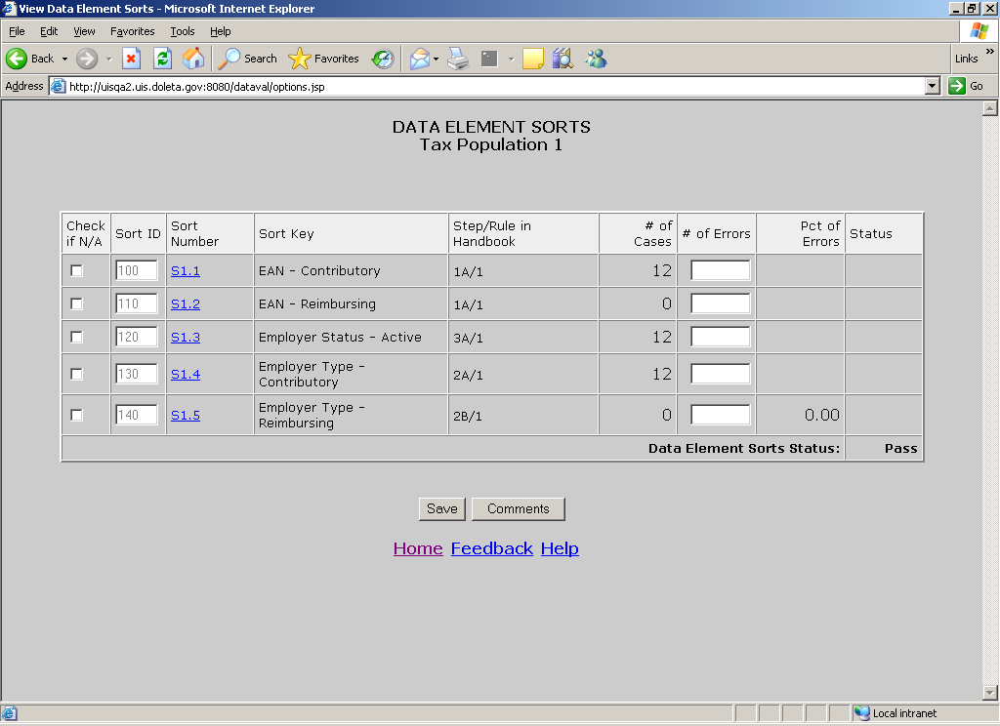 View Data Element Sorts - Microsoft Internet Explorer
File Edit View Favorites Tools Help
Back Search Favorites Links »
Address http://uisqa2.uis.doleta.gov:8080/dataval/options.jsp Go
DATA ELEMENT SORTS
Tax Population 1
Check if N/A Sort ID Sort Number Sort Key Step/Rule in Handbook # of Cases # of Errors Pct of Errors Status
100 S1.1 EAN - Contributory 1A/1 12
110 S1.2 EAN - Reimbursing 1A/1 0
120 S1.3 Employer Status - Active 3A/1 12
130 S1.4 Employer Type - Contributory 2A/1 12
140 S1.5 Employer Type - Reimbursing 2B/1 0 0.00
Data Element Sorts Status: Pass
Save Comments
Home Feedback Help
Local intranet